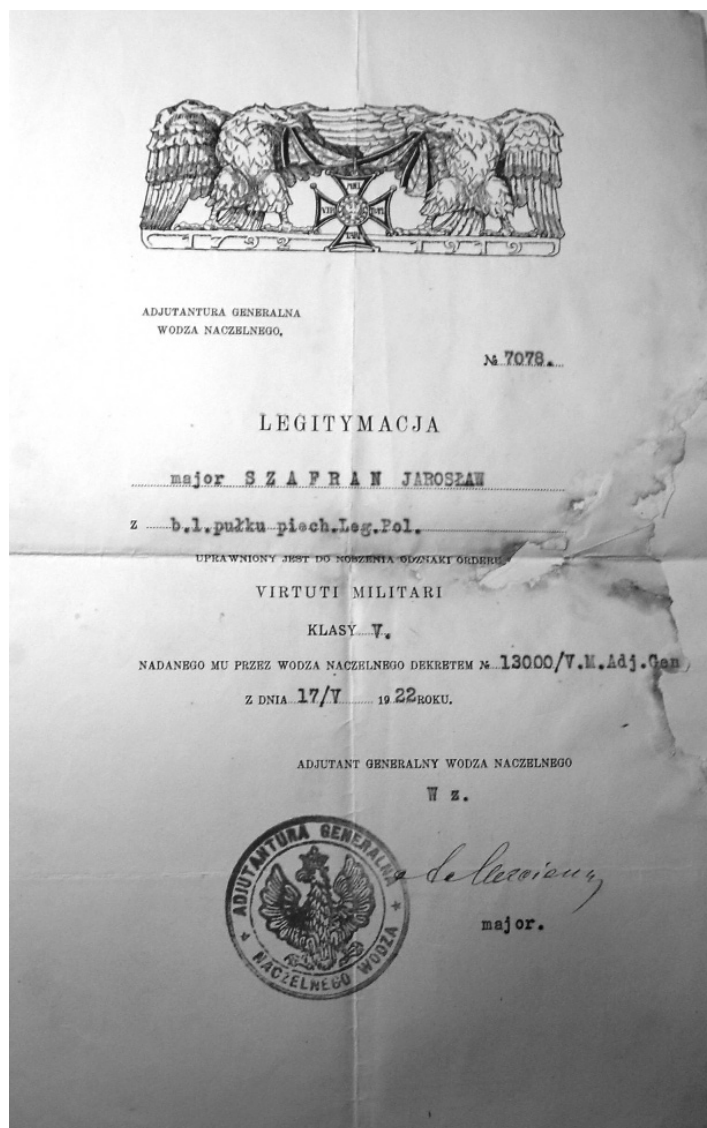 1792 1919
ADJUTANTURA GENERALNA
WODZA NACZELNEGO.
№ 7078.
LEGITYMACJA
major SZAFRAN JAROSŁAW
z b.1.pułku piech.Leg.Pol.
UPRAWNIONY JEST DO NOSZENIA ODZNAKI ORDERU
VIRTUTI MILITARI
KLASY V.
NADANEGO MU PRZEZ WODZA NACZELNEGO DEKRETEM № 13000/V.M.Adj.Gen
Z DNIA 17/V 1922 ROKU.
ADJUTANT GENERALNY WODZA NACZELNEGO
W z.
major.
ADJUTANTURA GENERALNA
NACZELNEGO WODZA